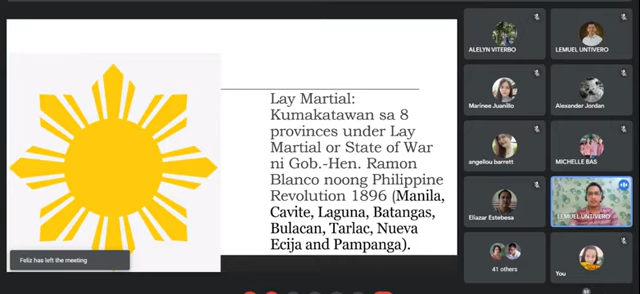 Lay Martial:
Kumakatawan sa 8
provinces under Lay
Martial or State of War
ni Gob.-Hen. Ramon
Blanco noong Philippine
Revolution 1896 (Manila,
Cavite, Laguna, Batangas,
Bulacan, Tarlac, Nueva
Ecija and Pampanga).
Feliz has left the meeting
ALELYN VITERBO
LEMUEL UNTIVERO
Marinee Juanillo
Alexander Jordan
angeliou barrett
MICHELLE BAS
Eliazar Estebesa
LEMUEL UNTIVERO
41 others
You